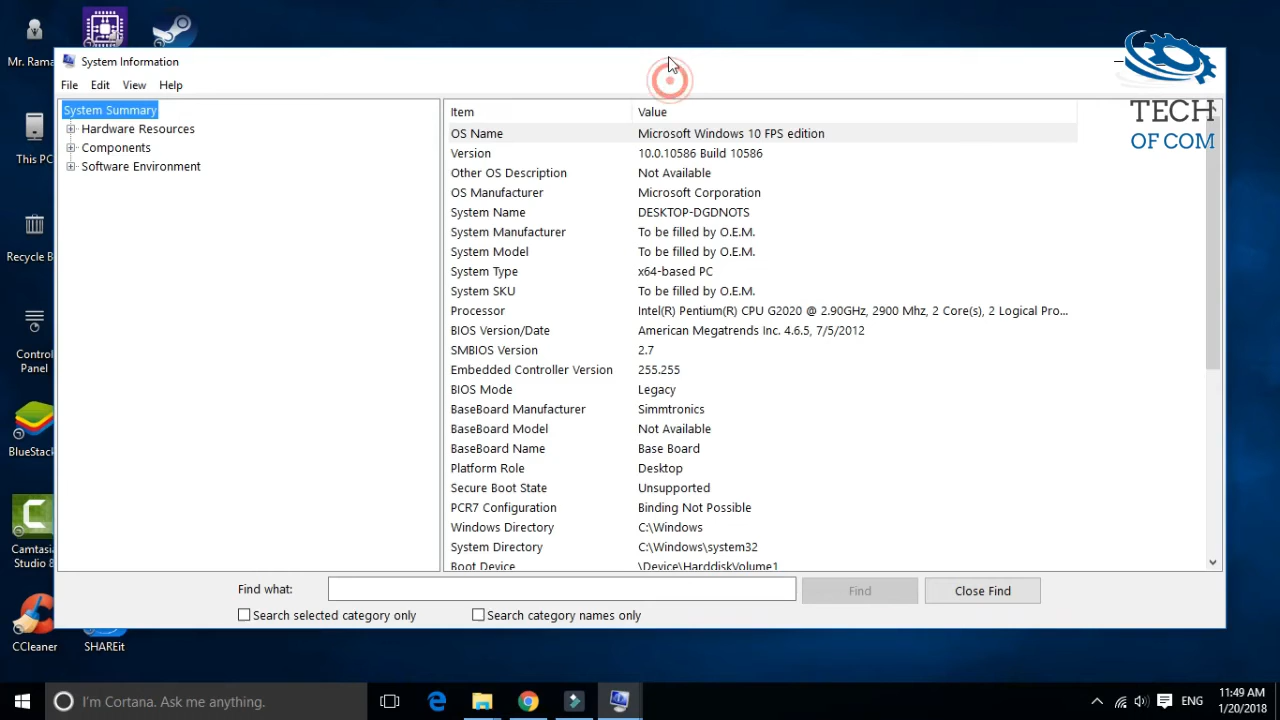 Mr. Rama
System Information
File Edit View Help
TECH
OF COM
System Summary
Hardware Resources
Components
Software Environment
Item Value
OS Name Microsoft Windows 10 FPS edition
Version 10.0.10586 Build 10586
Other OS Description Not Available
OS Manufacturer Microsoft Corporation
System Name DESKTOP-DGDNOTS
System Manufacturer To be filled by O.E.M.
System Model To be filled by O.E.M.
System Type x64-based PC
System SKU To be filled by O.E.M.
Processor Intel(R) Pentium(R) CPU G2020 @ 2.90GHz, 2900 Mhz, 2 Core(s), 2 Logical Pro...
BIOS Version/Date American Megatrends Inc. 4.6.5, 7/5/2012
SMBIOS Version 2.7
Embedded Controller Version 255.255
BIOS Mode Legacy
BaseBoard Manufacturer Simmtronics
BaseBoard Model Not Available
BaseBoard Name Base Board
Platform Role Desktop
Secure Boot State Unsupported
PCR7 Configuration Binding Not Possible
Windows Directory C:\Windows
System Directory C:\Windows\system32
Boot Device \Device\HarddiskVolume1
This PC
Recycle B
Control
Panel
BlueStack
Camtas
Studio 8
CCleaner
SHAREit
Find what: Find Close Find
Search selected category only Search category names only
I'm Cortana. Ask me anything.
ENG
11:49 AM
1/20/2018